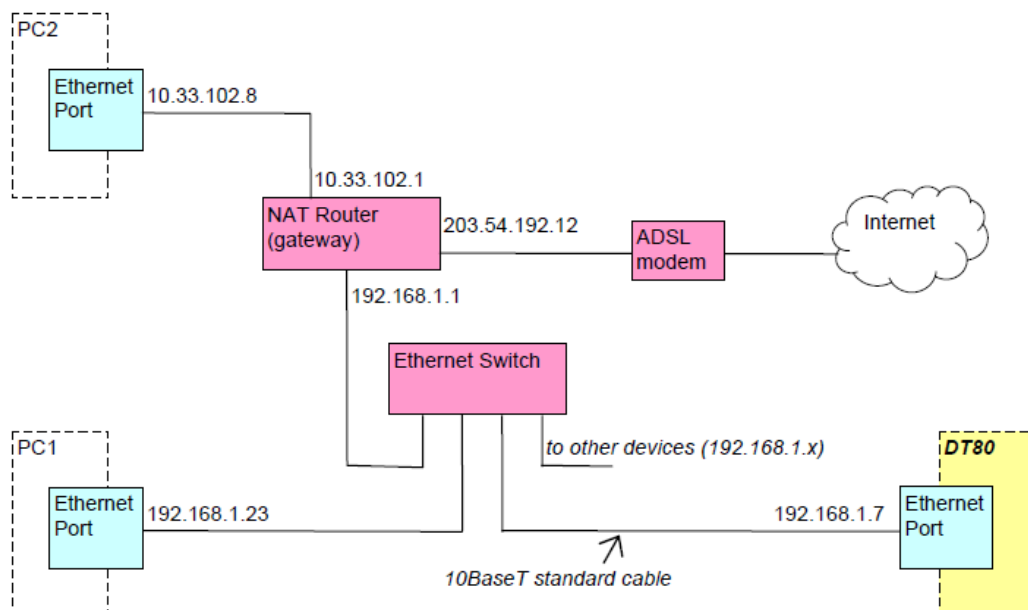 PC2
Ethernet
Port
10.33.102.8
10.33.102.1
NAT Router
(gateway)
203.54.192.12
ADSL
modem
Internet
192.168.1.1
Ethernet Switch
to other devices (192.168.1.x)
PC1
Ethernet
Port
192.168.1.23
DT80
Ethernet
Port
192.168.1.7
10BaseT standard cable